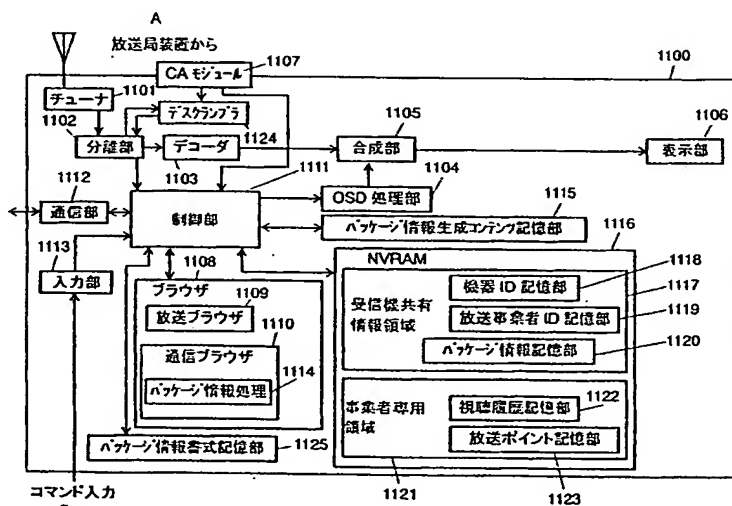 A
放送局装置から
1107
1100
CAモジュール
1101
チューナ
1102
デスクランブラ
1105
1106
分離部
1124
デコーダ
合成部
表示部
1103
1111
1104
1112
OSD処理部
1115
通信部
制御部
パッケージ情報生成コンテンツ記憶部
1116
1113
1108
NVRAM
1118
入力部
ブラウザ
1109
機器ID記憶部
1117
放送ブラウザ
受信機共有
情報領域
1119
1110
放送事業者ID記憶部
通信ブラウザ
1120
1114
パッケージ情報記憶部
パッケージ情報処理
1122
事業者専用
領域
視聴履歴記憶部
放送ポイント記憶部
パッケージ情報書式記憶部
1125
コマンド入力
1121
1123